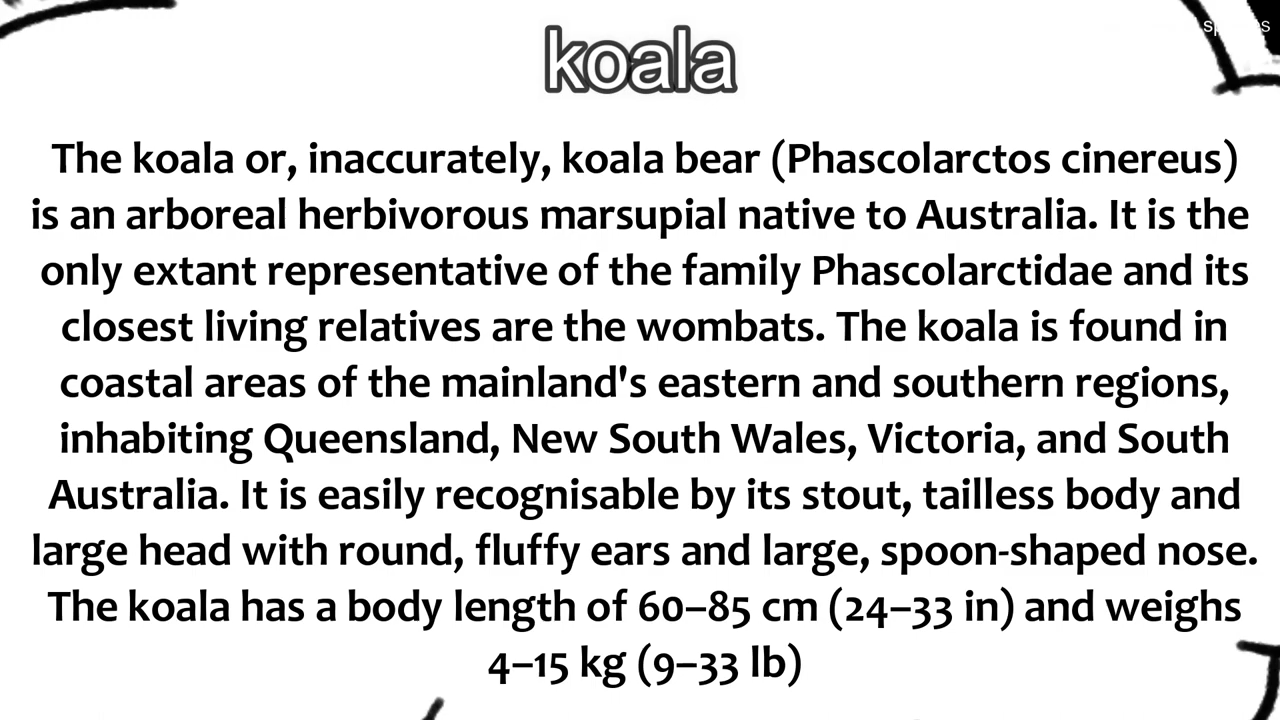 koala
The koala or, inaccurately, koala bear (Phascolarctos cinereus)
is an arboreal herbivorous marsupial native to Australia. It is the
only extant representative of the family Phascolarctidae and its
closest living relatives are the wombats. The koala is found in
coastal areas of the mainland's eastern and southern regions,
inhabiting Queensland, New South Wales, Victoria, and South
Australia. It is easily recognisable by its stout, tailless body and
large head with round, fluffy ears and large, spoon-shaped nose.
The koala has a body length of 60–85 cm (24–33 in) and weighs
4–15 kg (9–33 lb)